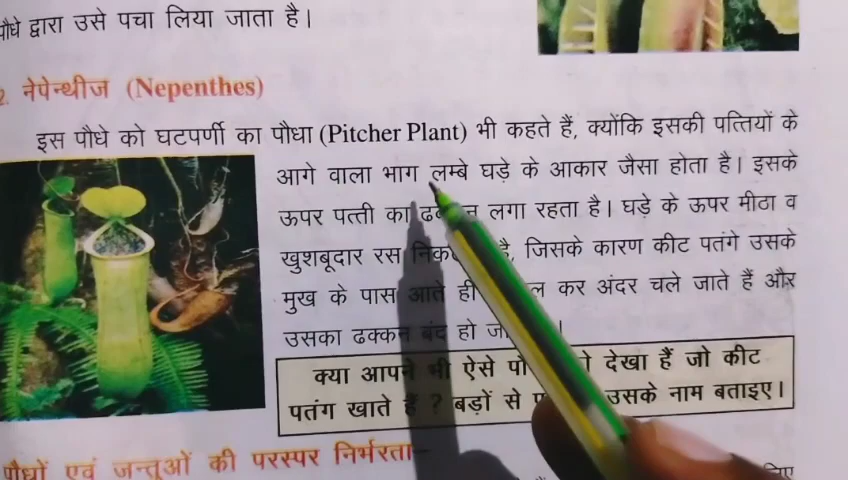 पौधे द्वारा उसे पचा लिया जाता है।
2. नेपेन्थीज (Nepenthes)
इस पौधे को घटपर्णी का पौधा (Pitcher Plant) भी कहते हैं, क्योंकि इसकी पत्तियों के
आगे वाला भाग लम्बे घड़े के आकार जैसा होता है। इसके
ऊपर पत्ती का लगा रहता है। घड़े के ऊपर मीठा व
खुशबूदार रस है, जिसके कारण कीट पतंगे उसके
मुख के पास आते ही कर अंदर चले जाते हैं और
उसका ढक्कन बंद हो
क्या आपने भी ऐसे देखा हैं जो कीट
पतंग खाते हैं ? बड़ों से उसके नाम बताइए।
पौधों एवं जन्तुओं की परस्पर निर्भरता